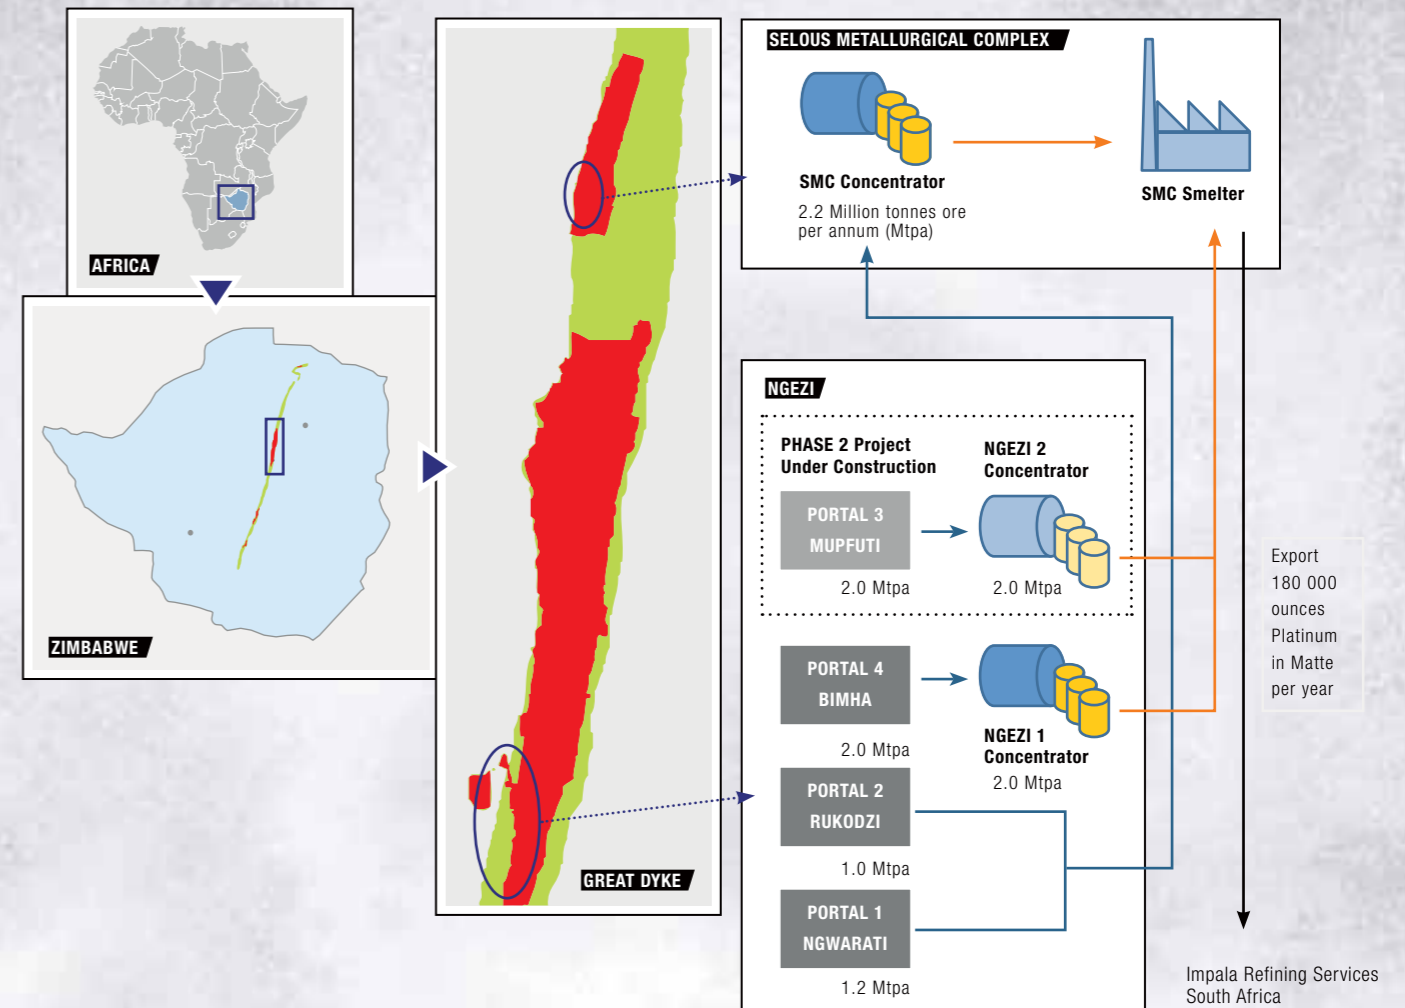 AFRICA
ZIMBABWE
GREAT DYKE
SELOUS METALLURGICAL COMPLEX
SMC Concentrator
2.2 Million tonnes ore
per annum (Mtpa)
SMC Smelter
NGEZI
PHASE 2 Project
Under Construction
PORTAL 3
MUPFUTI
2.0 Mtpa
NGEZI 2
Concentrator
2.0 Mtpa
PORTAL 4
BIMHA
2.0 Mtpa
NGEZI 1
Concentrator
2.0 Mtpa
PORTAL 2
RUKODZI
1.0 Mtpa
PORTAL 1
NGWARATI
1.2 Mtpa
Export
180 000
ounces
Platinum
in Matte
per year
Impala Refining Services
South Africa